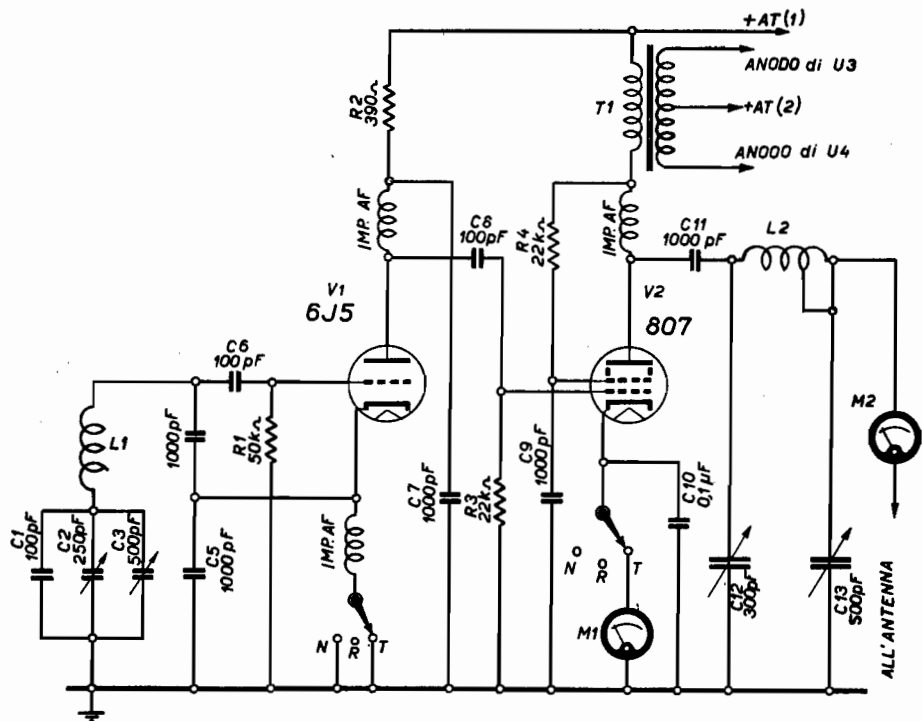 +AT(1)
ANODO di U3
T1
+AT(2)
ANODO di U4
R2
390Ω
IMP. AF
C8
100pF
R4
22kΩ
IMP. AF
C11
1000pF
L2
V1
6J5
V2
807
C6
100pF
M2
L1
1000pF
R1
50kΩ
C9
1000pF
C10
0,1µF
C7
1000pF
R3
22kΩ
C1
100pF
C2
250pF
C3
500pF
C5
1000pF
IMP. AF
N R T
N R T
M1
C12
300pF
C13
500pF
ALL'ANTENNA